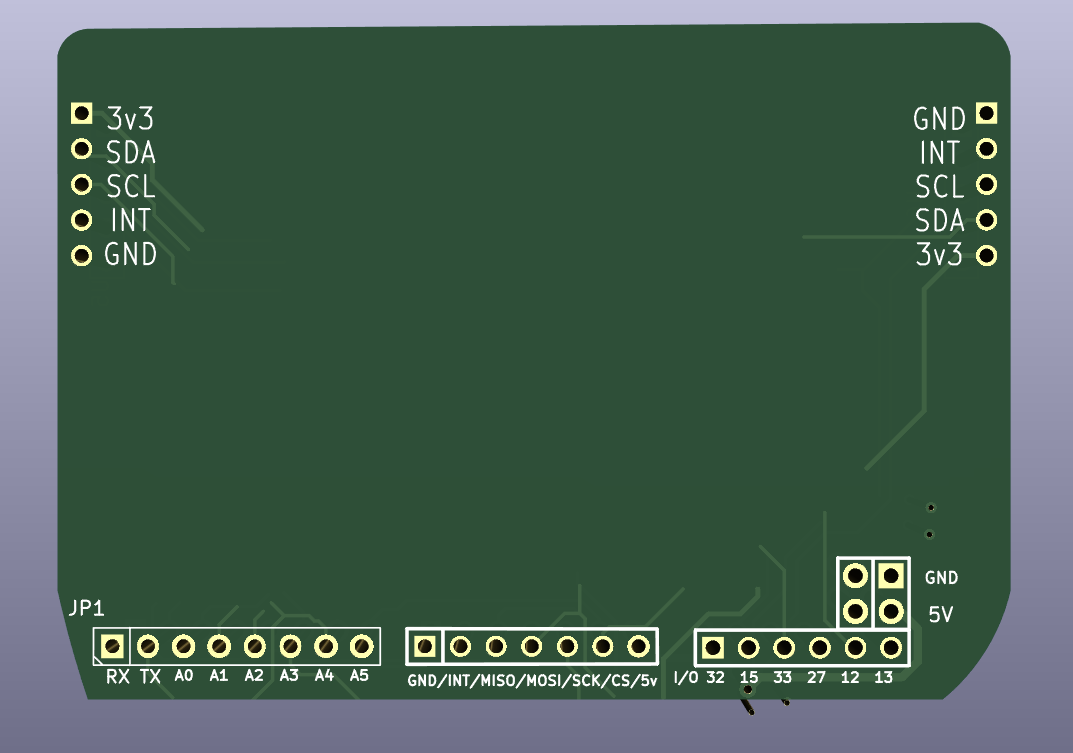 3v3
GND
SDA
INT
SCL
SCL
INT
SDA
GND
3v3
GND
JP1
5V
RX TX A0 A1 A2 A3 A4 A5
GND/INT/MISO/MOSI/SCK/CS/5v
I/O 32 15 33 27 12 13